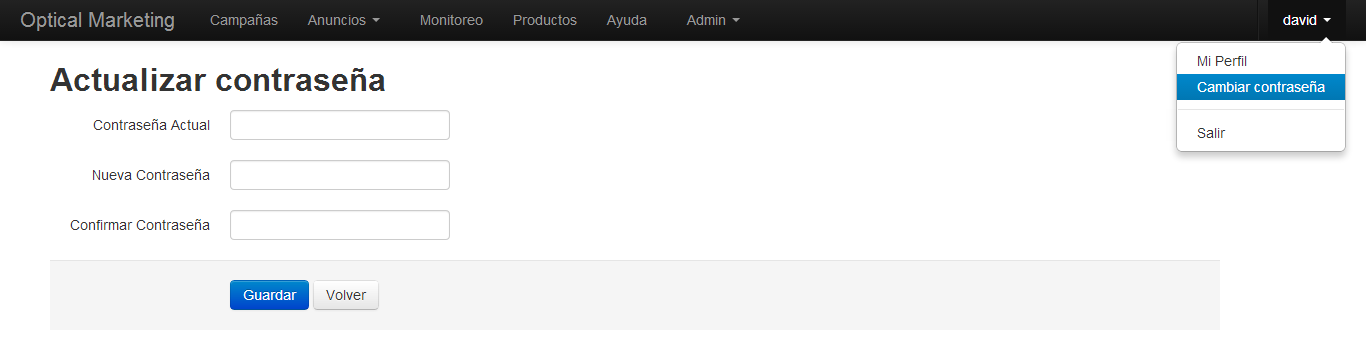 Optical Marketing Campañas Anuncios Monitoreo Productos Ayuda Admin david
Mi Perfil
Cambiar contraseña
Salir
Actualizar contraseña
Contraseña Actual
Nueva Contraseña
Confirmar Contraseña
Guardar Volver